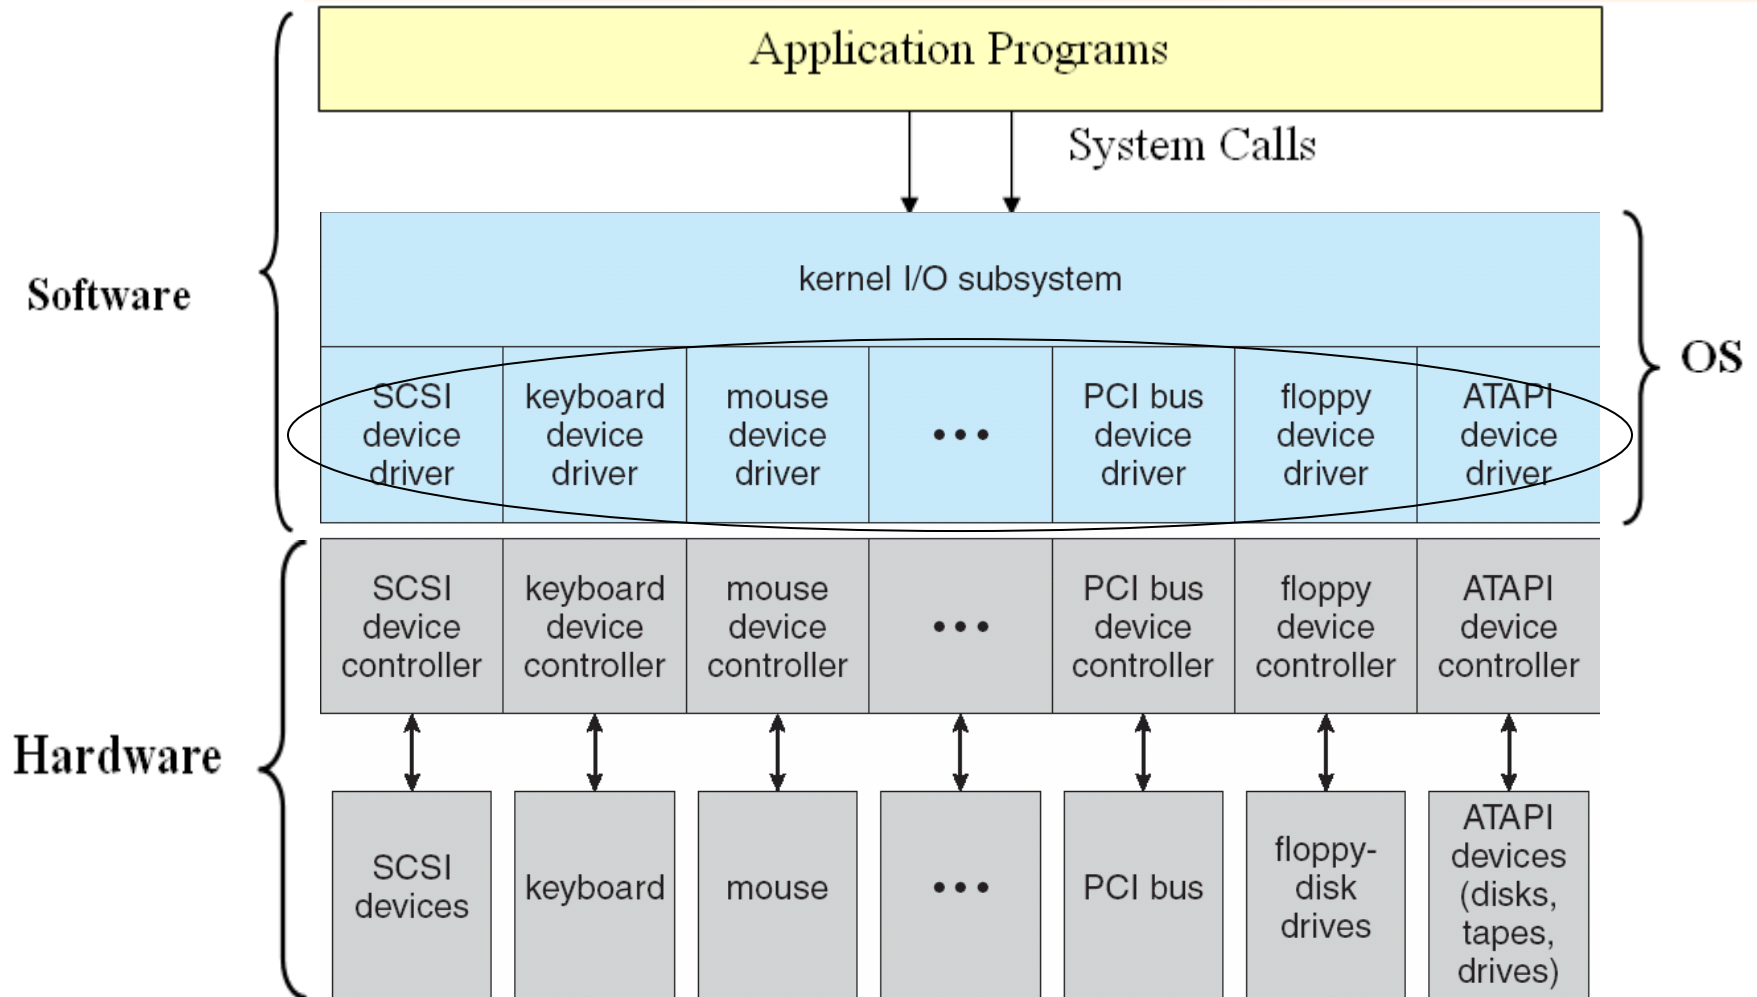 Application Programs
System Calls
Software
kernel I/O subsystem
OS
SCSI
device
driver
keyboard
device
driver
mouse
device
driver
•••
PCI bus
device
driver
floppy
device
driver
ATAPI
device
driver
Hardware
SCSI
device
controller
keyboard
device
controller
mouse
device
controller
•••
PCI bus
device
controller
floppy
device
controller
ATAPI
device
controller
SCSI
devices
keyboard
mouse
•••
PCI bus
floppy-
disk
drives
ATAPI
devices
(disks,
tapes,
drives)